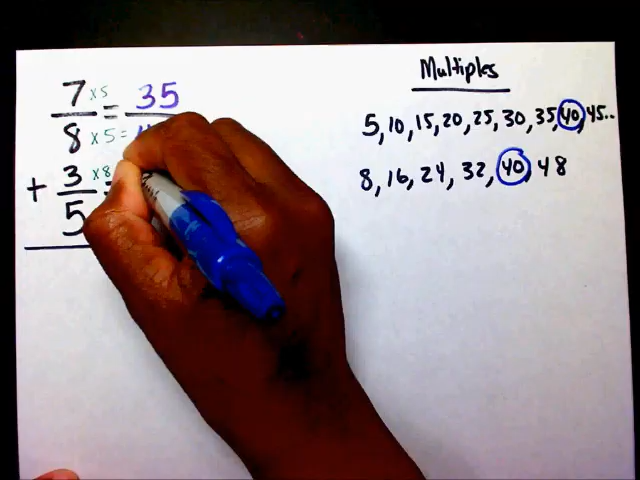 Multiples
7 x5 = 35
8 x5 =
+ 3 x8 =
5
5, 10, 15, 20, 25, 30, 35, 40, 45..
8, 16, 24, 32, 40, 48